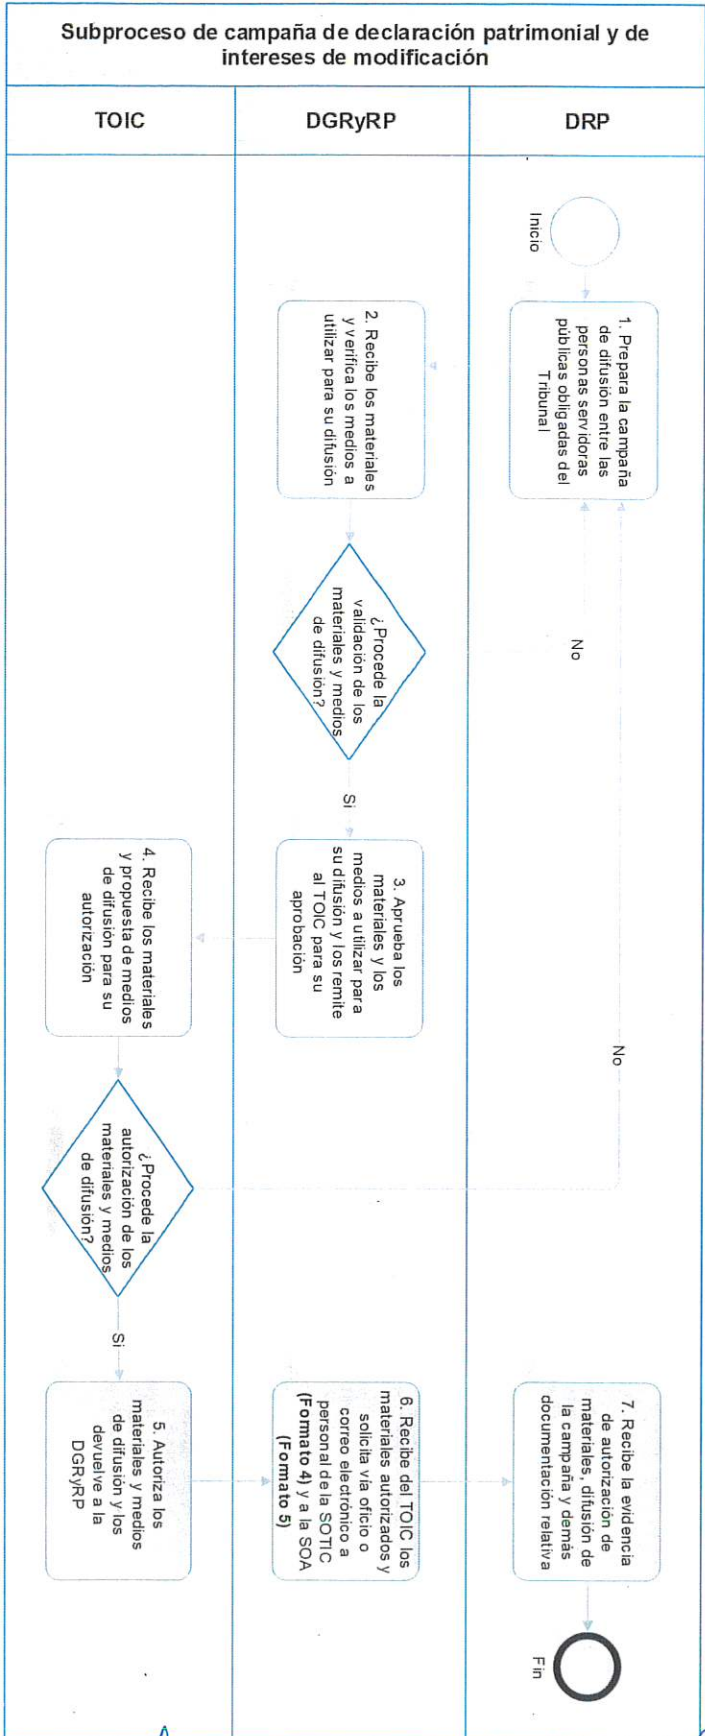 Subproceso de campaña de declaración patrimonial y de
intereses de modificación
TOIC
DGRyRP
DRP
Inicio
1. Prepara la campaña
de difusión entre las
personas servidoras
públicas obligadas del
Tribunal
2. Recibe los materiales
y verifica los medios a
utilizar para su difusión
¿Procede la
validación de los
materiales y medios
de difusión?
No
Si
3. Aprueba los
materiales y los
medios a utilizar para
su difusión y los remite
al TOIC para su
aprobación
4. Recibe los materiales
y propuesta de medios
de difusión para su
autorización
¿Procede la
autorización de los
materiales y medios
de difusión?
No
Si
5. Autoriza los
materiales y medios
de difusión y los
devuelve a la
DGRyRP
6. Recibe del TOIC los
materiales autorizados y
solicita vía oficio o
correo electrónico a
personal de la SOTIC
(Formato 4) y a la SOA
(Formato 5)
7. Recibe la evidencia
de autorización de
materiales, difusión de
la campaña y demás
documentación relativa
Fin